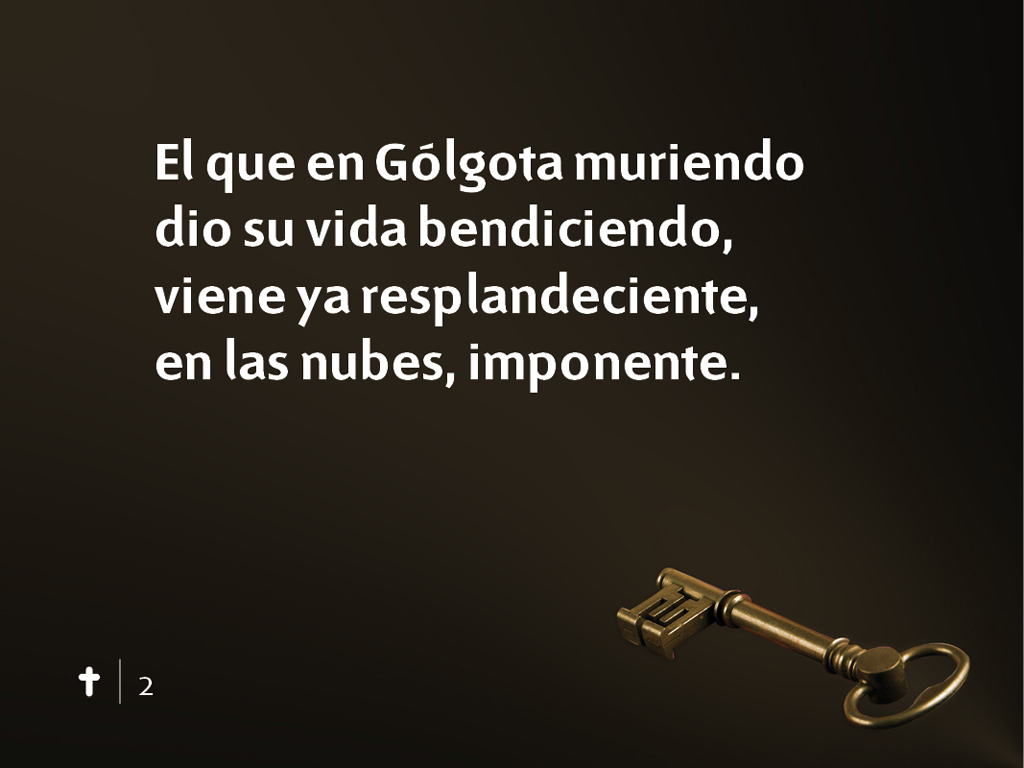 El que en Gólgota muriendo
dio su vida bendiciendo,
viene ya resplandeciente,
en las nubes, imponente.
2